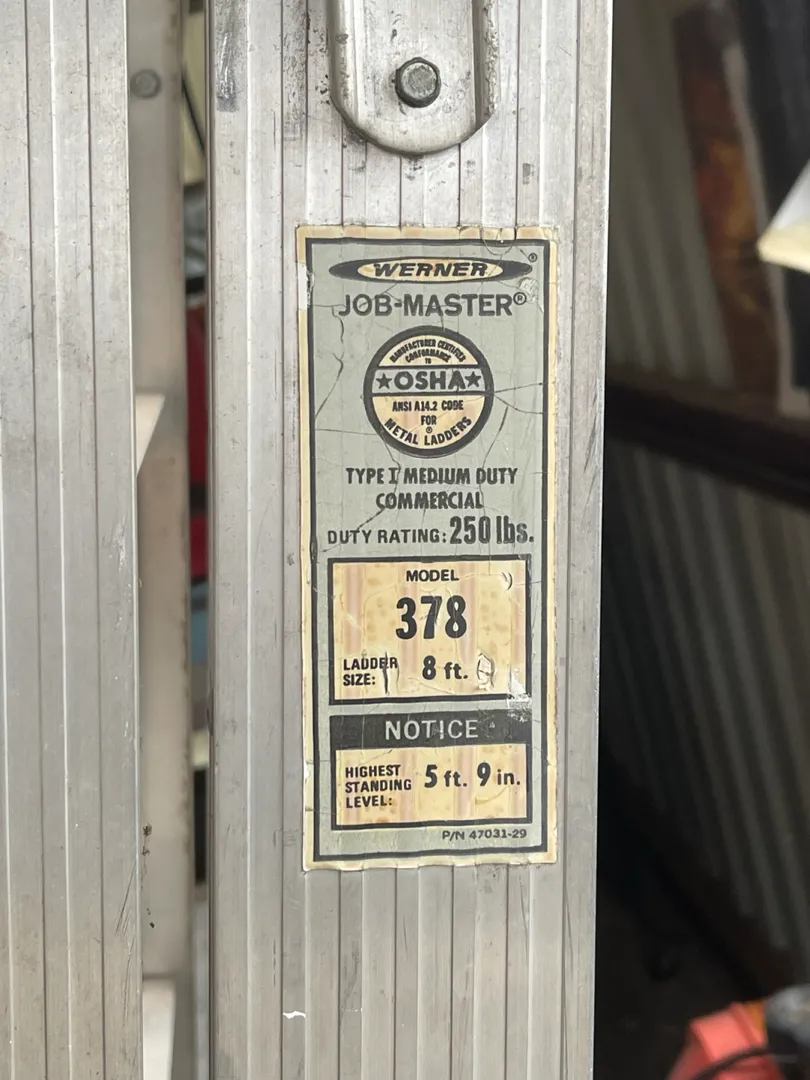 WERNER®
JOB-MASTER®
MANUFACTURER CERTIFIES
CONFORMANCE
TO
★OSHA★
ANSI A14.2 CODE
FOR
®
METAL LADDERS
TYPE I MEDIUM DUTY
COMMERCIAL
DUTY RATING: 250 lbs.
MODEL
378
LADDER
SIZE: 8 ft.
NOTICE
HIGHEST
STANDING
LEVEL: 5 ft. 9 in.
P/N 47031-29